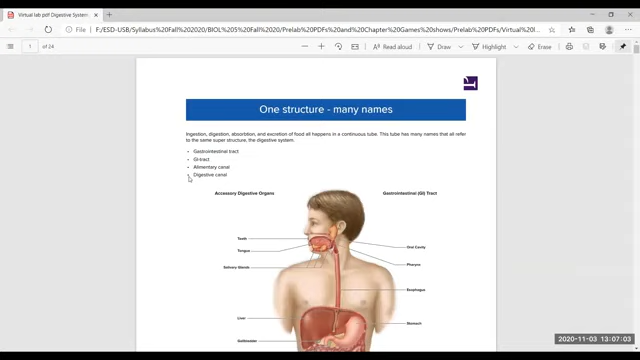 Virtual lab pdf Digestive System
File
F:/ESD-USB/Syllabus%20Fall%202020/BIOL%205%20Fall%202020/Prelab%20PDFs%20and%20Chapter%20Games%20shows/Prelab%20PDFs/Virtual%20l...
1 of 24
Read aloud
Draw
Highlight
Erase
One structure - many names
Ingestion, digestion, absorption, and excretion of food all happens in a continuous tube. This tube has many names that all refer
to the same super structure, the digestive system.
• Gastrointestinal tract
• GI-tract
• Alimentary canal
• Digestive canal
Accessory Digestive Organs
Gastrointestinal (GI) Tract
Teeth
Oral Cavity
Tongue
Pharynx
Salivary Glands
Esophagus
Liver
Stomach
Gallbladder
2020-11-03 13:07:03